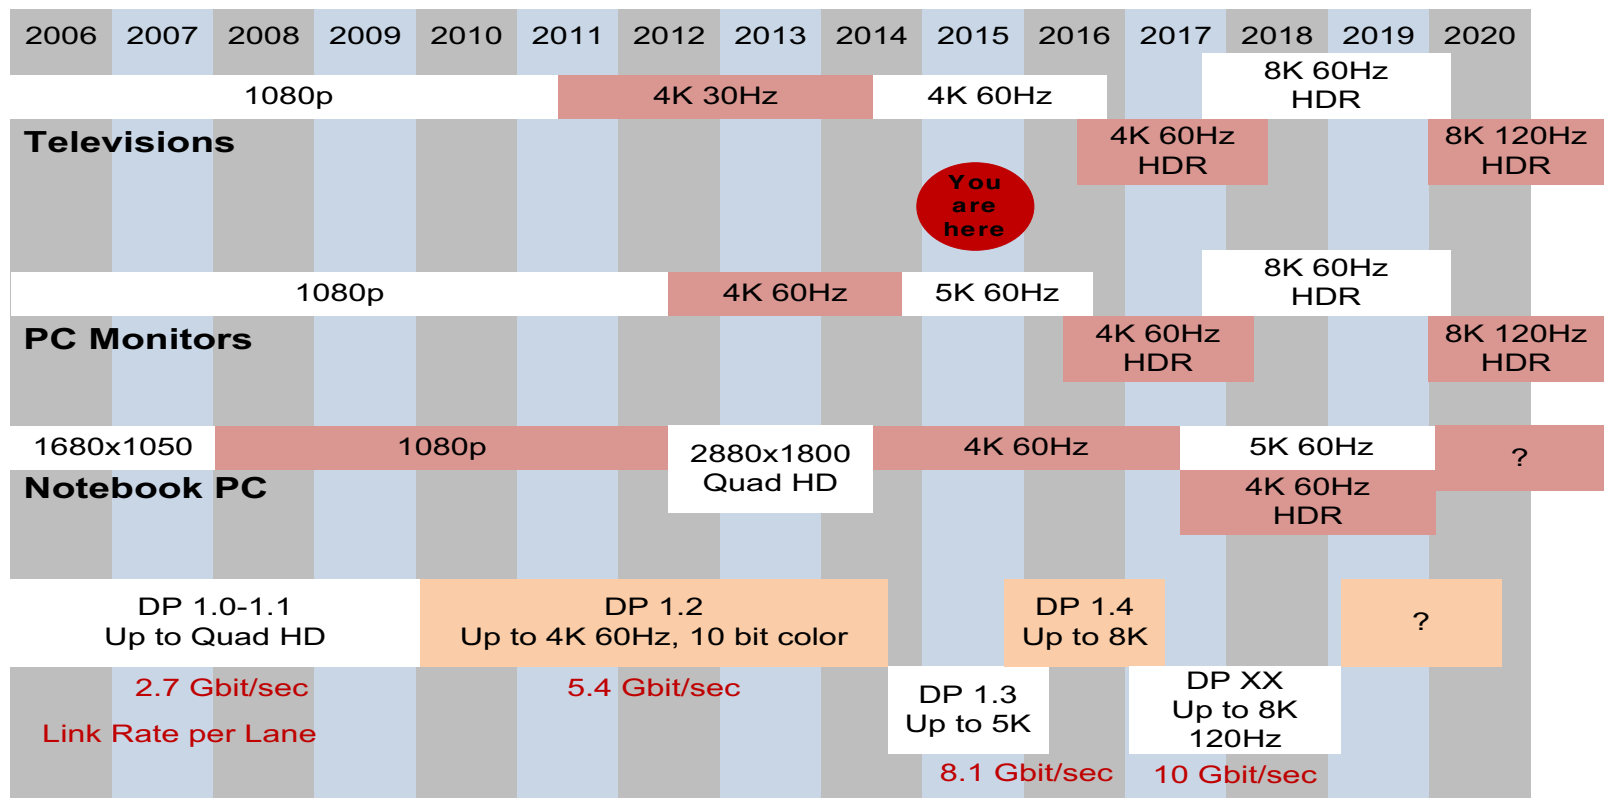 2006 2007 2008 2009 2010 2011 2012 2013 2014 2015 2016 2017 2018 2019 2020
1080p 4K 30Hz 4K 60Hz
8K 60Hz
HDR
Televisions
4K 60Hz
HDR
8K 120Hz
HDR
You
are
here
1080p 4K 60Hz 5K 60Hz
8K 60Hz
HDR
PC Monitors
4K 60Hz
HDR
8K 120Hz
HDR
1680x1050 1080p
2880x1800
Quad HD
4K 60Hz 5K 60Hz ?
Notebook PC
4K 60Hz
HDR
DP 1.0-1.1
Up to Quad HD
DP 1.2
Up to 4K 60Hz, 10 bit color
DP 1.4
Up to 8K
?
2.7 Gbit/sec 5.4 Gbit/sec
DP 1.3
Up to 5K
DP XX
Up to 8K
120Hz
Link Rate per Lane
8.1 Gbit/sec 10 Gbit/sec